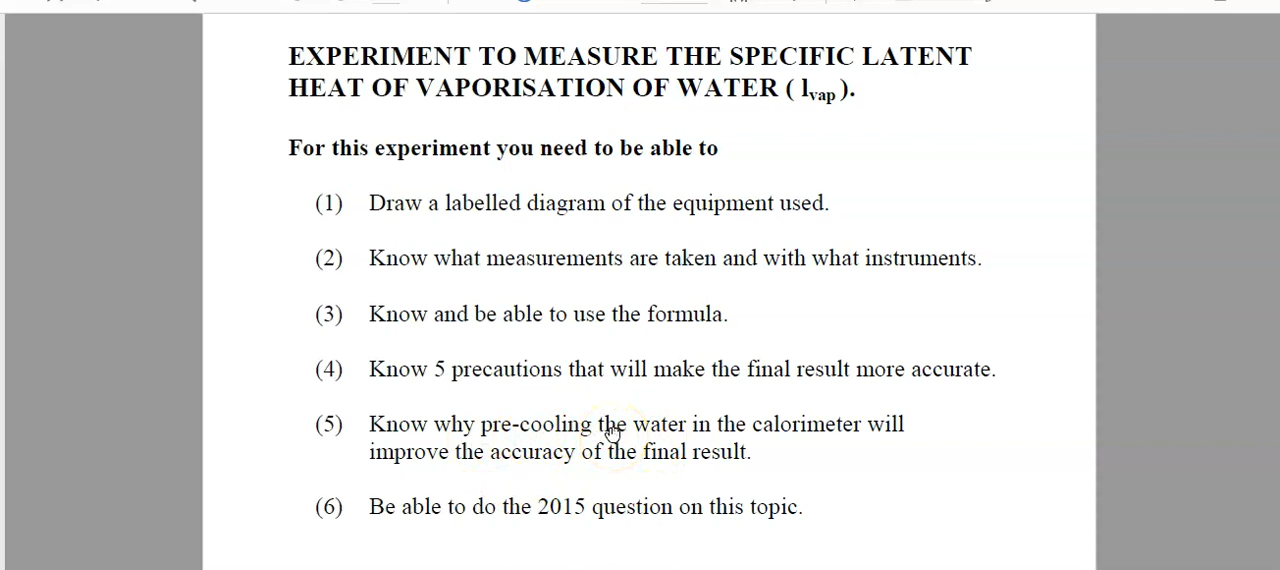 EXPERIMENT TO MEASURE THE SPECIFIC LATENT
HEAT OF VAPORISATION OF WATER ( lvap ).
For this experiment you need to be able to
(1) Draw a labelled diagram of the equipment used.
(2) Know what measurements are taken and with what instruments.
(3) Know and be able to use the formula.
(4) Know 5 precautions that will make the final result more accurate.
(5) Know why pre-cooling the water in the calorimeter will
improve the accuracy of the final result.
(6) Be able to do the 2015 question on this topic.